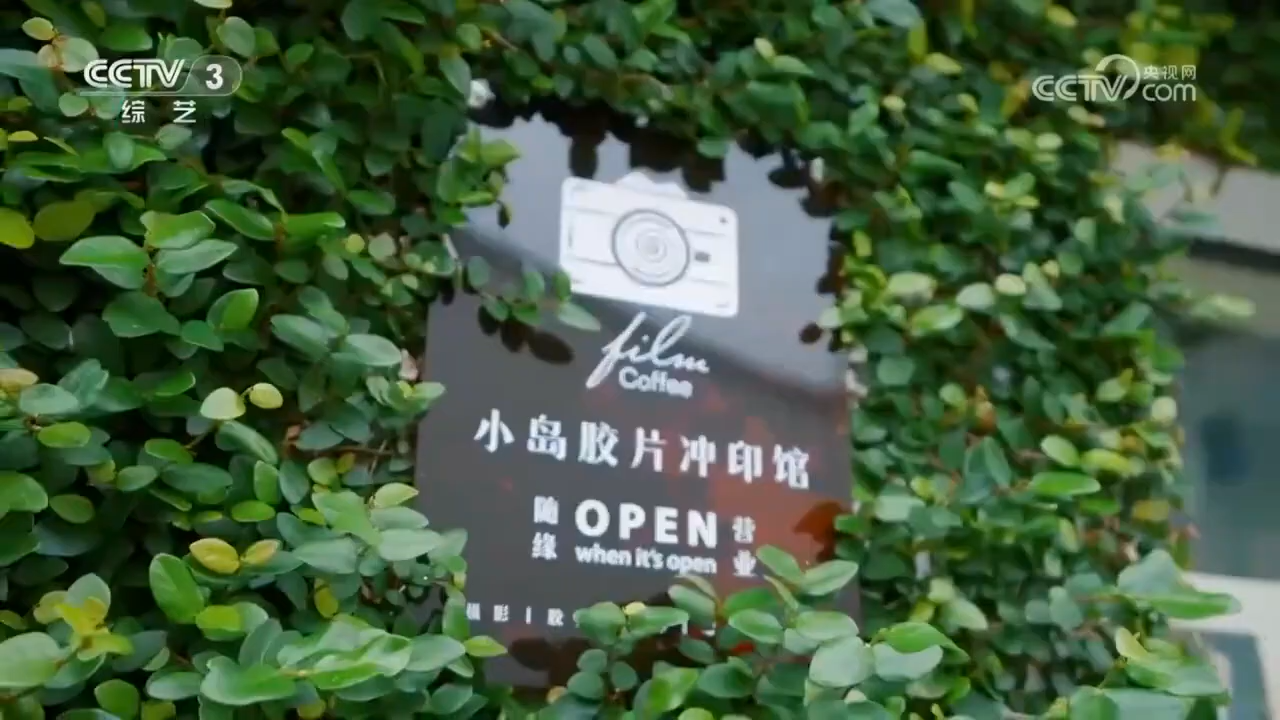 CCTV 3
综艺
央视网
CCTV com
film
Coffee
小岛胶片冲印馆
随缘 OPEN 营业
when it's open
摄影 | 胶